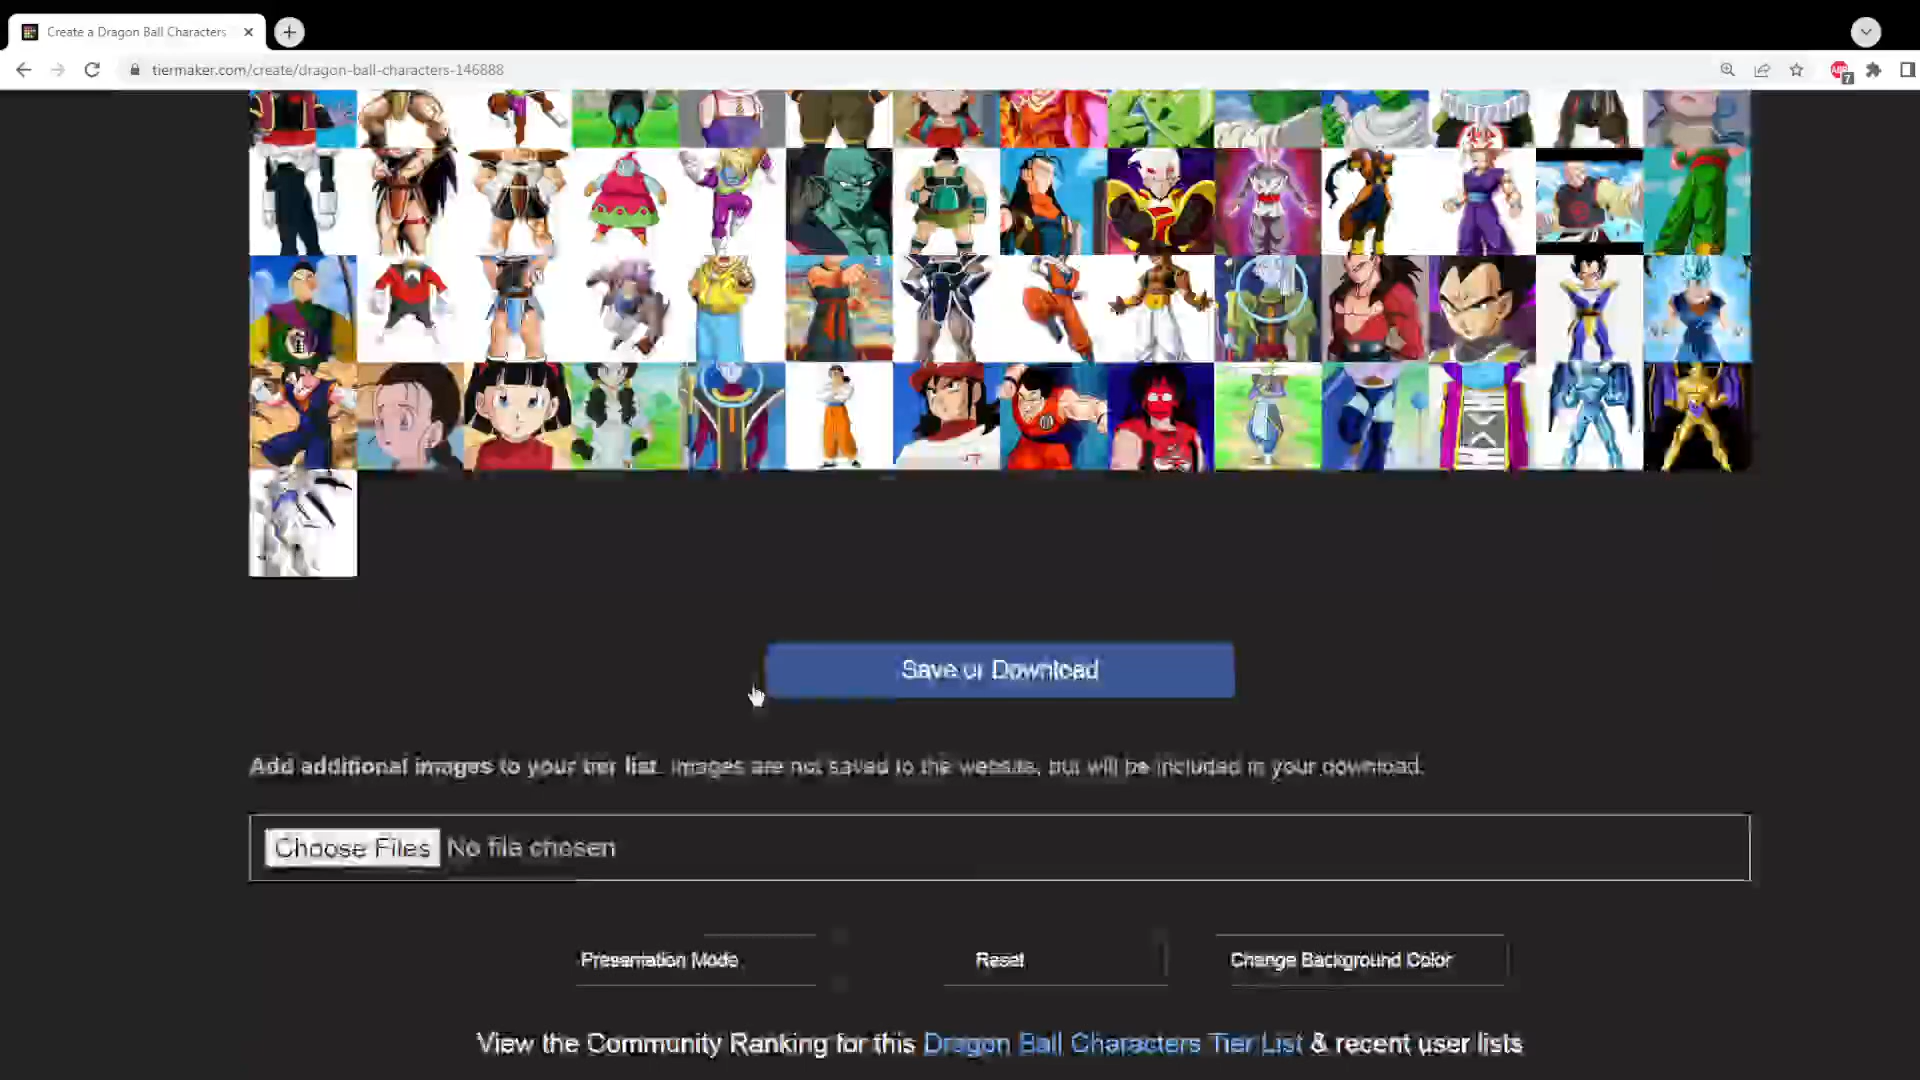 Create a Dragon Ball Characters
tiermaker.com/create/dragon-ball-characters-146888
ABP
7
Save or Download
Add additional images to your tier list. Images are not saved to the website, but will be included in your download.
Choose Files No file chosen
Presentation Mode Reset Change Background Color
View the Community Ranking for this Dragon Ball Characters Tier List & recent user lists